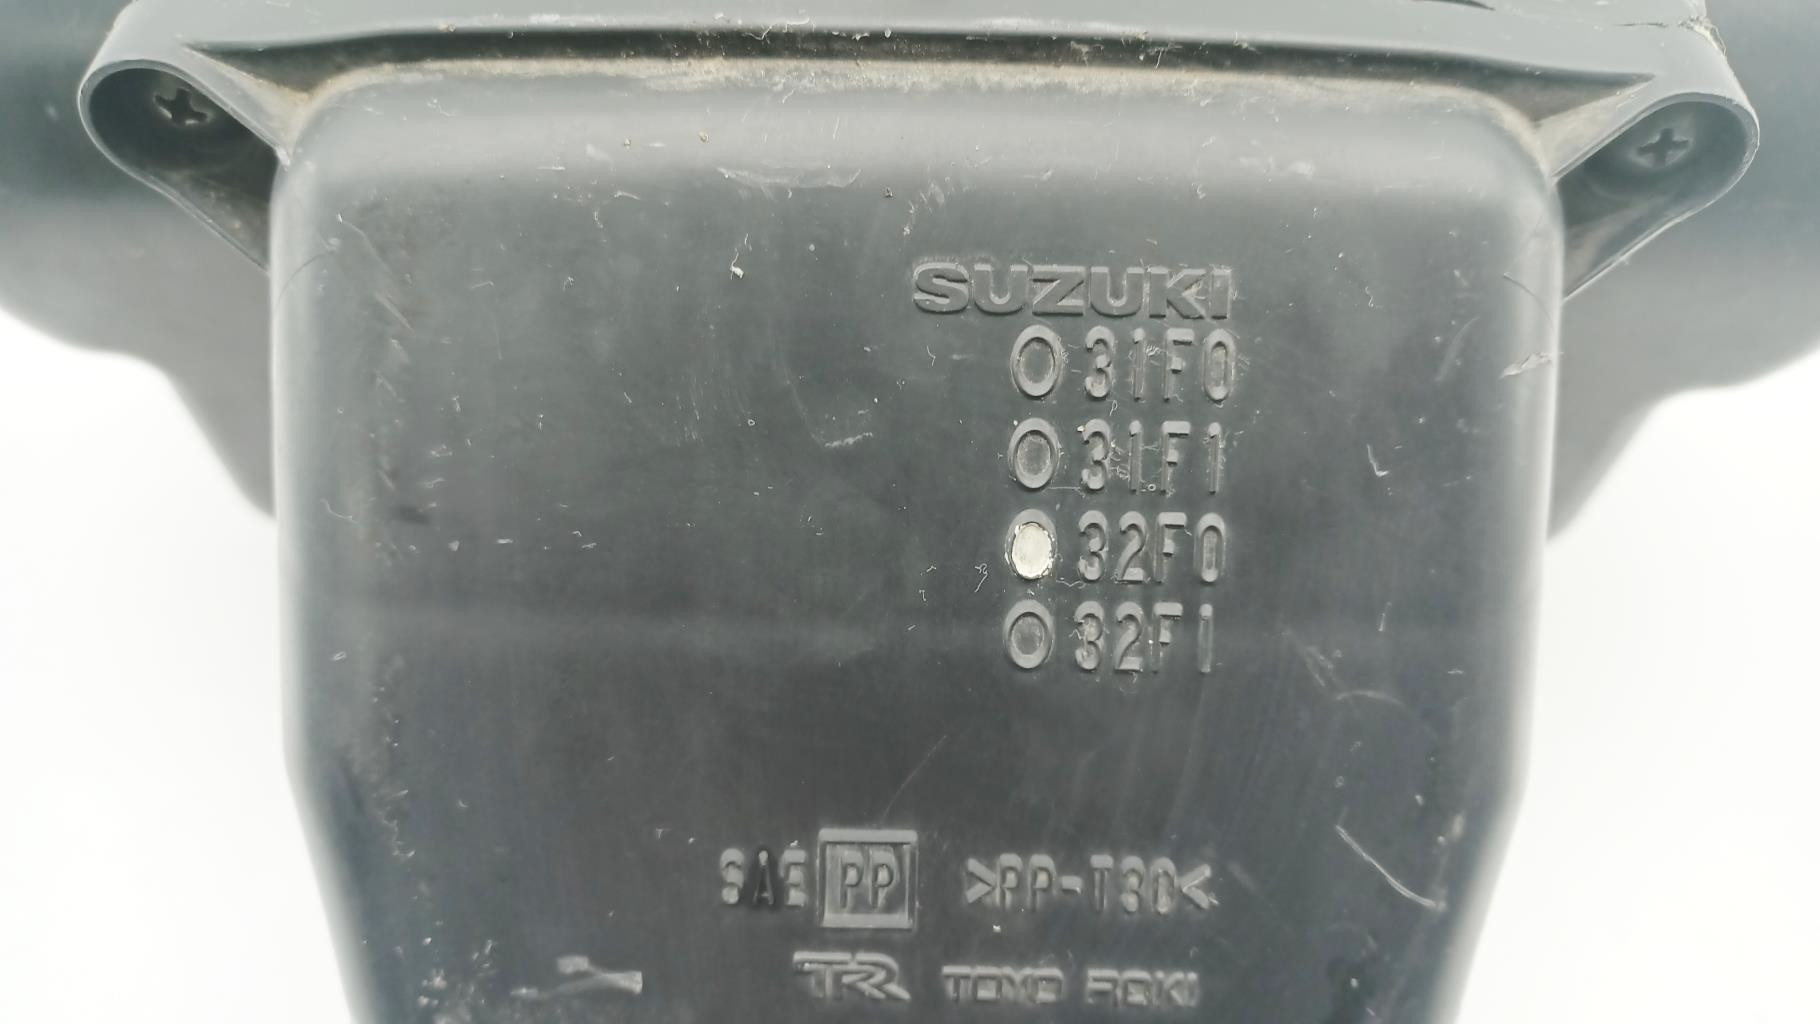 SUZUKI
31F0
31F1
32F0
32F1
SAE PP >PP-T30<
TR TOYO ROKI